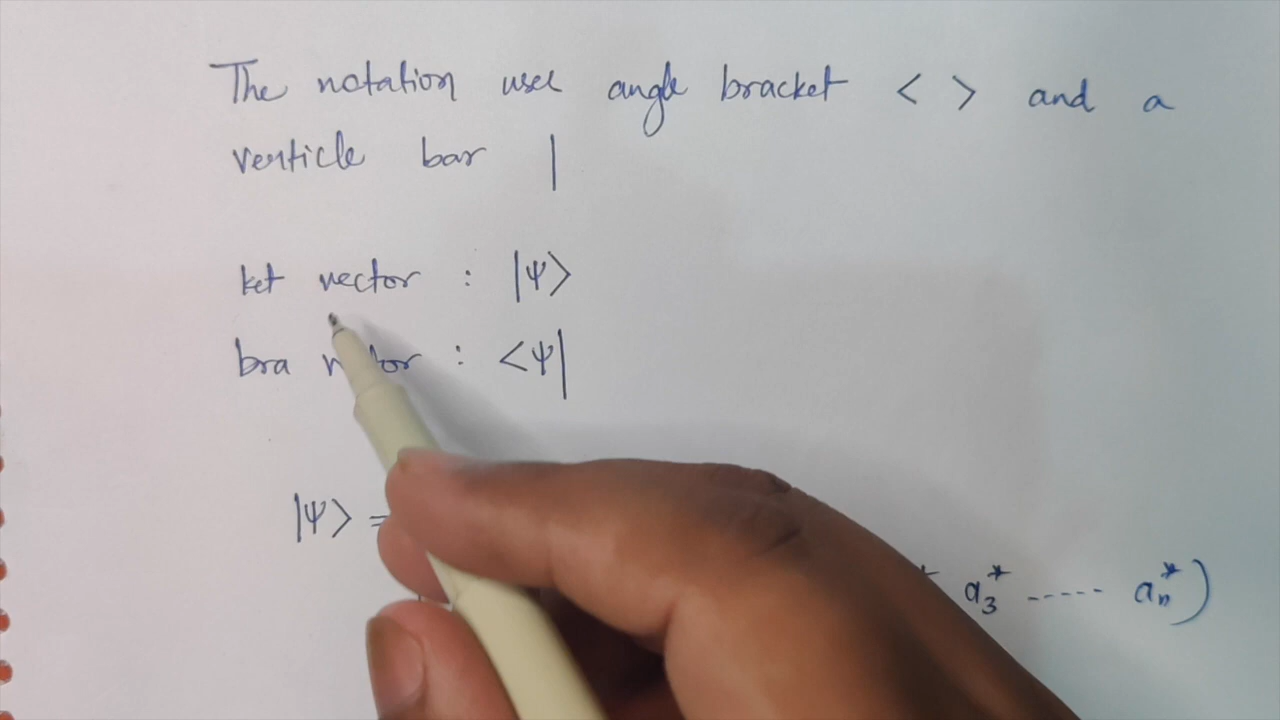 The notation use angle bracket < > and a
verticle bar |
ket vector : |Ψ>
bra : <Ψ|
|Ψ> =
a₃* ----- aₙ*)